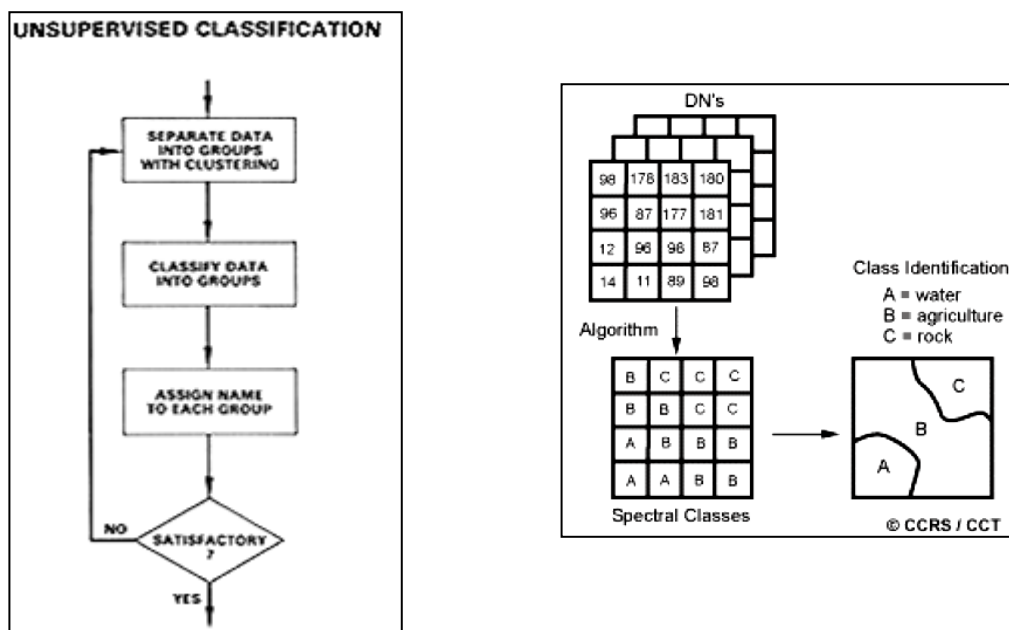 UNSUPERVISED CLASSIFICATION
SEPARATE DATA
INTO GROUPS
WITH CLUSTERING
CLASSIFY DATA
INTO GROUPS
ASSIGN NAME
TO EACH GROUP
NO
SATISFACTORY
?
YES
DN's
98 178 183 180
96 87 177 181
12 96 98 87
14 11 89 98
Algorithm
B C C C
B B C C
A B B B
A A B B
Spectral Classes
Class Identification
A = water
B = agriculture
C = rock
C
B
A
© CCRS / CCT